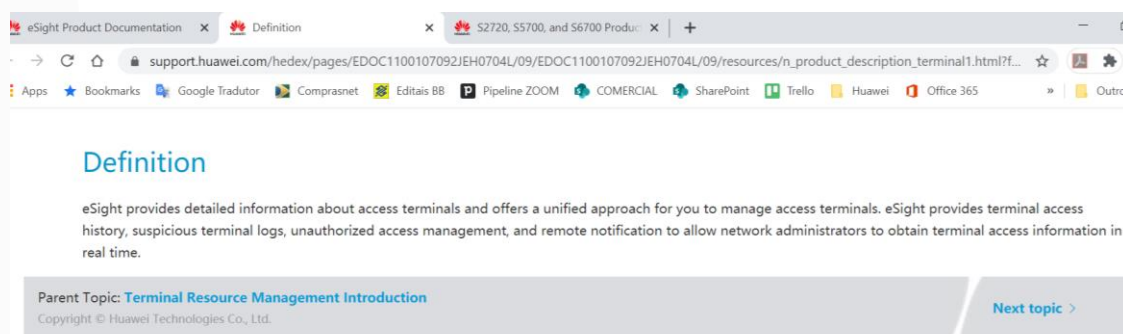 eSight Product Documentation
Definition
S2720, S5700, and S6700 Produc
support.huawei.com/hedex/pages/EDOC1100107092JEH0704L/09/EDOC1100107092JEH0704L/09/resources/n_product_description_terminal1.html?f...
Apps Bookmarks Google Tradutor Comprasnet Editais BB Pipeline ZOOM COMERCIAL SharePoint Trello Huawei Office 365 » Outro
Definition
eSight provides detailed information about access terminals and offers a unified approach for you to manage access terminals. eSight provides terminal access
history, suspicious terminal logs, unauthorized access management, and remote notification to allow network administrators to obtain terminal access information in
real time.
Parent Topic: Terminal Resource Management Introduction
Copyright © Huawei Technologies Co., Ltd.
Next topic >